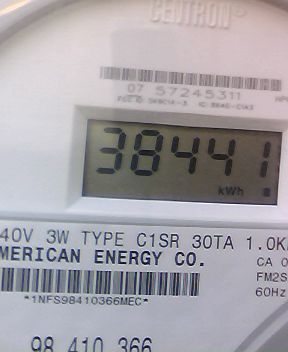 CENTRON®
07 57245311
38441
kWh
40V 3W TYPE C1SR 30TA 1.0K
MERICAN ENERGY CO.
CA 0
FM2S
*1NFS98410366MEC*
60Hz
98 410 366